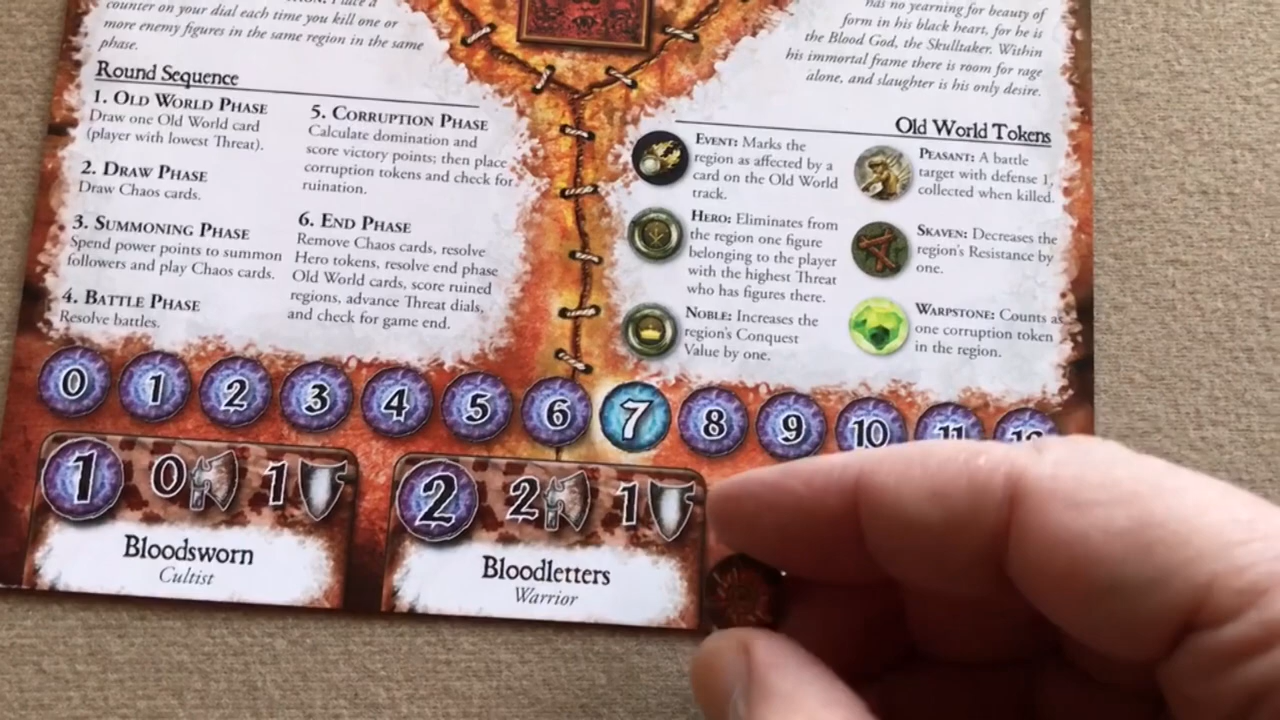 counter on your dial each time you kill one or
more enemy figures in the same region in the same
phase.
has no yearning for beauty of
form in his black heart, for he is
the Blood God, the Skulltaker. Within
his immortal frame there is room for rage
alone, and slaughter is his only desire.
Round Sequence
1. Old World Phase
Draw one Old World card
(player with lowest Threat).
2. Draw Phase
Draw Chaos cards.
3. Summoning Phase
Spend power points to summon
followers and play Chaos cards.
4. Battle Phase
Resolve battles.
5. Corruption Phase
Calculate domination and
score victory points; then place
corruption tokens and check for
ruination.
6. End Phase
Remove Chaos cards, resolve
Hero tokens, resolve end phase
Old World cards, score ruined
regions, advance Threat dials,
and check for game end.
Old World Tokens
Event: Marks the
region as affected by a
card on the Old World
track.
Hero: Eliminates from
the region one figure
belonging to the player
with the highest Threat
who has figures there.
Noble: Increases the
region's Conquest
Value by one.
Peasant: A battle
target with defense 1,
collected when killed.
Skaven: Decreases the
region's Resistance by
one.
Warpstone: Counts as
one corruption token
in the region.
0 1 2 3 4 5 6 7 8 9 10 11 12
1 0 1
Bloodsworn
Cultist
2 2 1
Bloodletters
Warrior